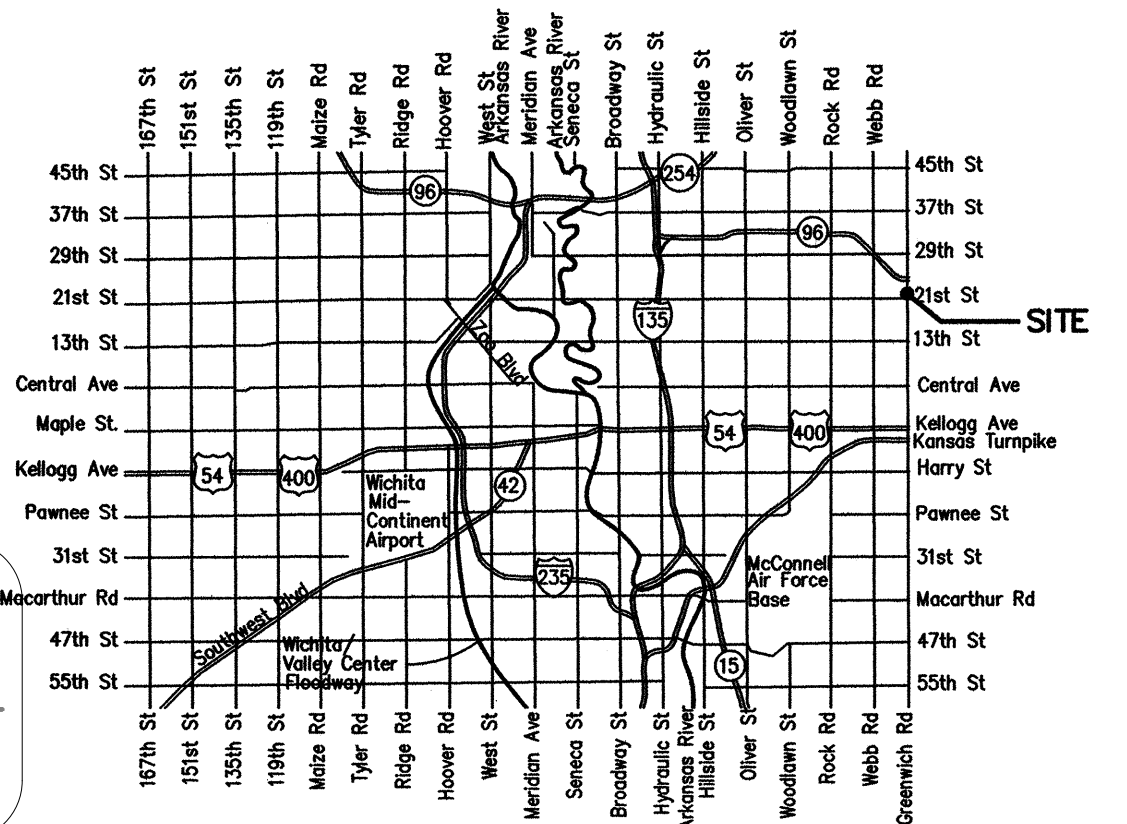 167th St
151st St
135th St
119th St
Maize Rd
Tyler Rd
Ridge Rd
Hoover Rd
West St
Arkansas River
Meridian Ave
Arkansas River
Seneca St
Broadway St
Hydraulic St
Hillside St
Oliver St
Woodlawn St
Rock Rd
Webb Rd
45th St
254
45th St
96
37th St
37th St
96
29th St
29th St
21st St
21st St
135
SITE
13th St
Zoo Blvd
13th St
Central Ave
Central Ave
Maple St.
54
400
Kellogg Ave
Kansas Turnpike
Kellogg Ave
54
400
Harry St
42
Wichita
Mid-
Continent
Airport
Pawnee St
Pawnee St
31st St
31st St
235
McConnell
Air Force
Base
Macarthur Rd
Macarthur Rd
Southwest Blvd
47th St
47th St
Wichita/
Valley Center
Floodway
15
55th St
55th St
167th St
151st St
135th St
119th St
Maize Rd
Tyler Rd
Ridge Rd
Hoover Rd
West St
Meridian Ave
Seneca St
Broadway St
Hydraulic St
Arkansas River
Hillside St
Oliver St
Woodlawn St
Rock Rd
Webb Rd
Greenwich Rd